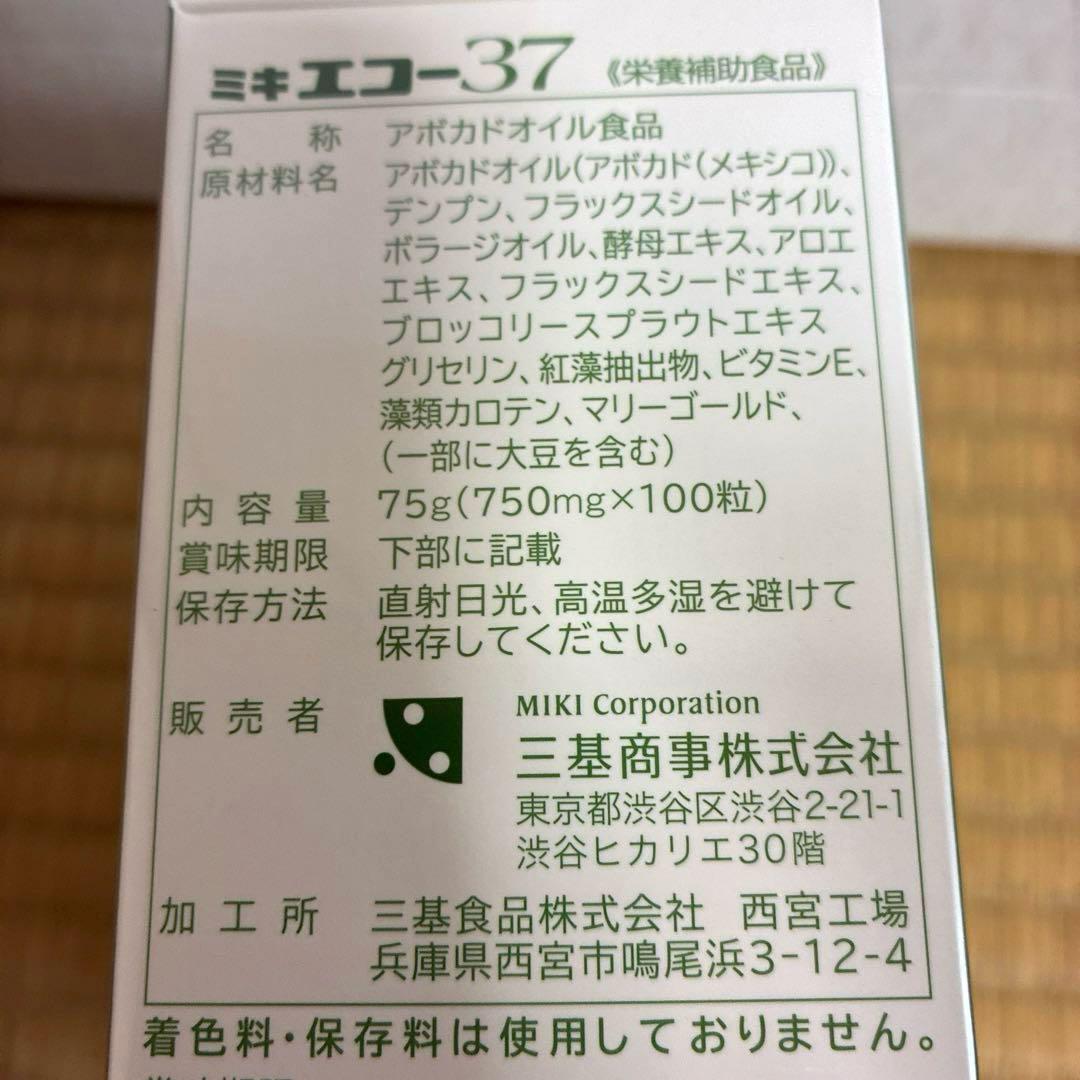 ミキ エコー37 《栄養補助食品》
名称 アボカドオイル食品
原材料名 アボカドオイル(アボカド(メキシコ))、
デンプン、フラックスシードオイル、
ボラージオイル、酵母エキス、アロエ
エキス、フラックスシードエキス、
ブロッコリースプラウトエキス
グリセリン、紅藻抽出物、ビタミンE、
藻類カロテン、マリーゴールド、
(一部に大豆を含む)
内容量 75g(750mg×100粒)
賞味期限 下部に記載
保存方法 直射日光、高温多湿を避けて
保存してください。
販売者 MIKI Corporation
三基商事株式会社
東京都渋谷区渋谷2-21-1
渋谷ヒカリエ30階
加工所 三基食品株式会社 西宮工場
兵庫県西宮市鳴尾浜3-12-4
着色料・保存料は使用しておりません。